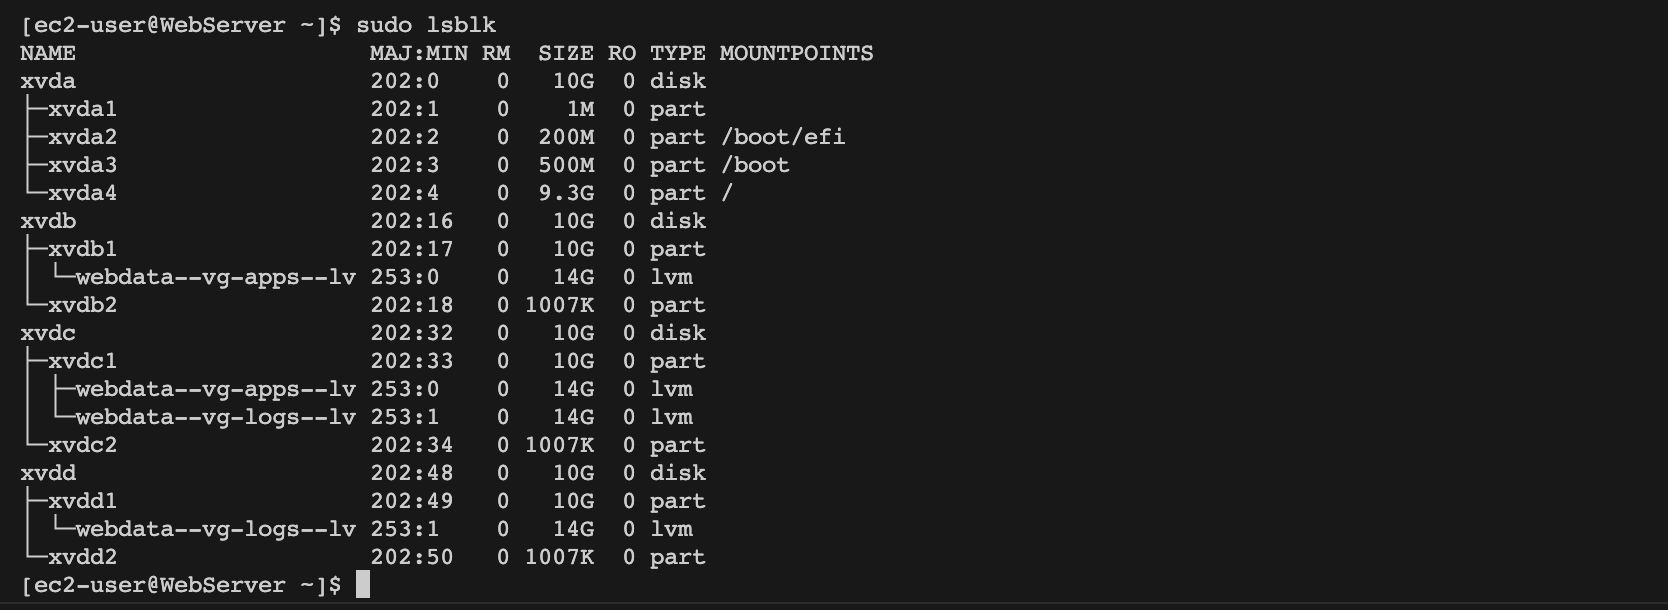 [ec2-user@WebServer ~]$ sudo lsblk
NAME                     MAJ:MIN RM  SIZE RO TYPE MOUNTPOINTS
xvda                     202:0    0   10G  0 disk
├─xvda1                  202:1    0    1M  0 part
├─xvda2                  202:2    0  200M  0 part /boot/efi
├─xvda3                  202:3    0  500M  0 part /boot
└─xvda4                  202:4    0  9.3G  0 part /
xvdb                     202:16   0   10G  0 disk
├─xvdb1                  202:17   0   10G  0 part
│ └─webdata--vg-apps--lv 253:0    0   14G  0 lvm
└─xvdb2                  202:18   0 1007K  0 part
xvdc                     202:32   0   10G  0 disk
├─xvdc1                  202:33   0   10G  0 part
│ ├─webdata--vg-apps--lv 253:0    0   14G  0 lvm
│ └─webdata--vg-logs--lv 253:1    0   14G  0 lvm
└─xvdc2                  202:34   0 1007K  0 part
xvdd                     202:48   0   10G  0 disk
├─xvdd1                  202:49   0   10G  0 part
│ └─webdata--vg-logs--lv 253:1    0   14G  0 lvm
└─xvdd2                  202:50   0 1007K  0 part
[ec2-user@WebServer ~]$